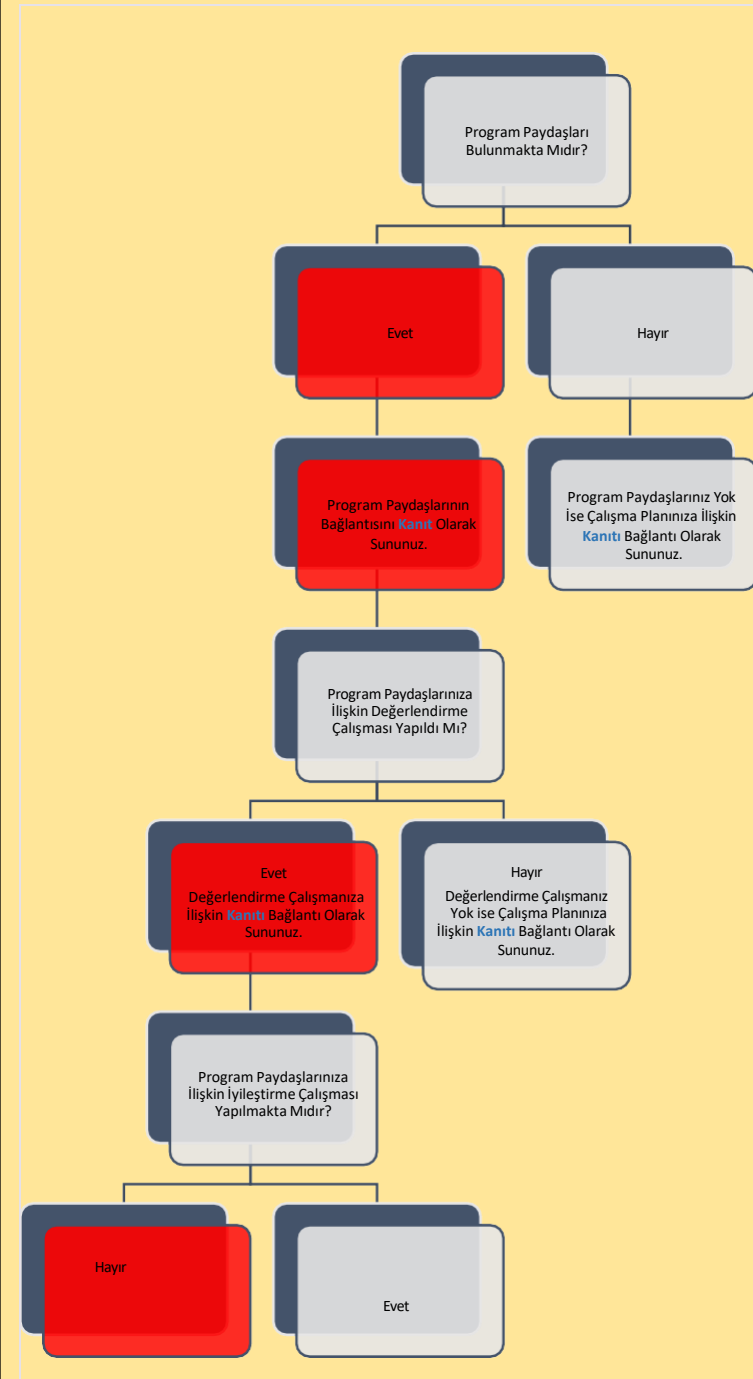 Program Paydaşları
Bulunmakta Mıdır?
Evet
Hayır
Program Paydaşlarının
Bağlantısını Kanıt Olarak
Sununuz.
Program Paydaşlarınız Yok
İse Çalışma Planınıza İlişkin
Kanıtı Bağlantı Olarak
Sununuz.
Program Paydaşlarınıza
İlişkin Değerlendirme
Çalışması Yapıldı Mı?
Evet
Değerlendirme Çalışmanıza
İlişkin Kanıtı Bağlantı Olarak
Sununuz.
Hayır
Değerlendirme Çalışmanız
Yok ise Çalışma Planınıza
İlişkin Kanıtı Bağlantı Olarak
Sununuz.
Program Paydaşlarınıza
İlişkin İyileştirme Çalışması
Yapılmakta Mıdır?
Hayır
Evet